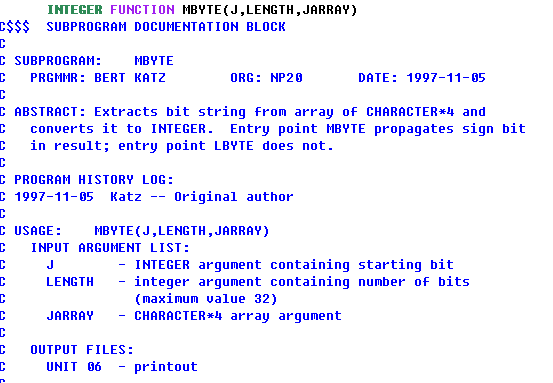 INTEGER FUNCTION MBYTE(J,LENGTH,JARRAY)
C$$$  SUBPROGRAM DOCUMENTATION BLOCK
C
C SUBPROGRAM:    MBYTE
C   PRGMMR: BERT KATZ        ORG: NP20       DATE: 1997-11-05
C
C ABSTRACT: Extracts bit string from array of CHARACTER*4 and
C   converts it to INTEGER.  Entry point MBYTE propagates sign bit
C   in result; entry point LBYTE does not.
C
C PROGRAM HISTORY LOG:
C 1997-11-05  Katz -- Original author
C
C USAGE:    MBYTE(J,LENGTH,JARRAY)
C   INPUT ARGUMENT LIST:
C     J        - INTEGER argument containing starting bit
C     LENGTH   - integer argument containing number of bits
C                (maximum value 32)
C     JARRAY   - CHARACTER*4 array argument
C
C   OUTPUT FILES:
C     UNIT 06  - printout
C